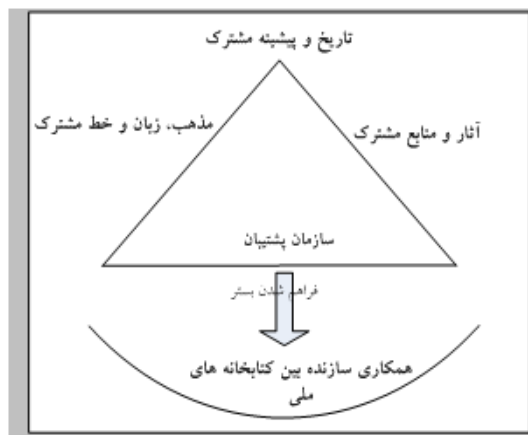 تاریخ و پیشینه مشترک
مذهب، زبان و خط مشترک
آثار و منابع مشترک
سازمان پشتیبان
فراهم شدن بستر
همکاری سازنده بین کتابخانه های
ملی